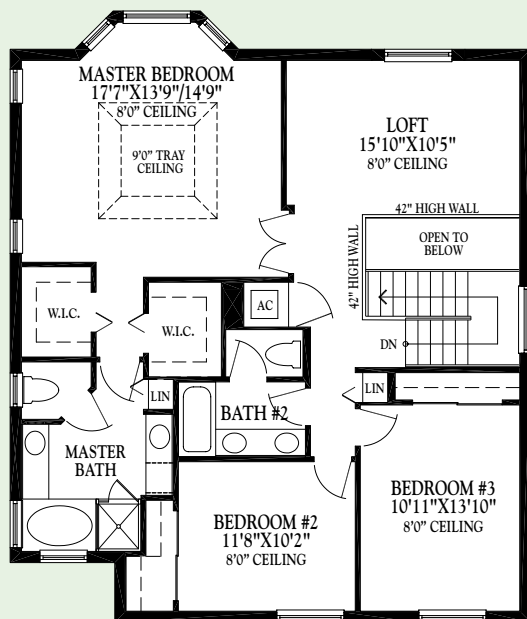 MASTER BEDROOM
17'7"X13'9"/14'9"
8'0" CEILING
9'0" TRAY
CEILING
LOFT
15'10"X10'5"
8'0" CEILING
42" HIGH WALL
42" HIGH WALL
OPEN TO
BELOW
W.I.C.
W.I.C.
AC
DN
LIN
LIN
BATH #2
MASTER
BATH
BEDROOM #2
11'8"X10'2"
8'0" CEILING
BEDROOM #3
10'11"X13'10"
8'0" CEILING